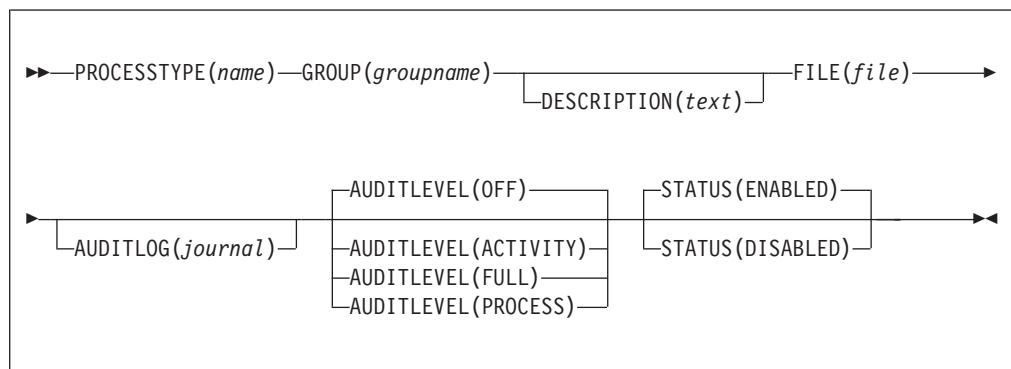 PROCESSTYPE(name) GROUP(groupname) FILE(file)
DESCRIPTION(text)
AUDITLEVEL(OFF) STATUS(ENABLED)
AUDITLOG(journal) AUDITLEVEL(ACTIVITY) STATUS(DISABLED)
AUDITLEVEL(FULL)
AUDITLEVEL(PROCESS)